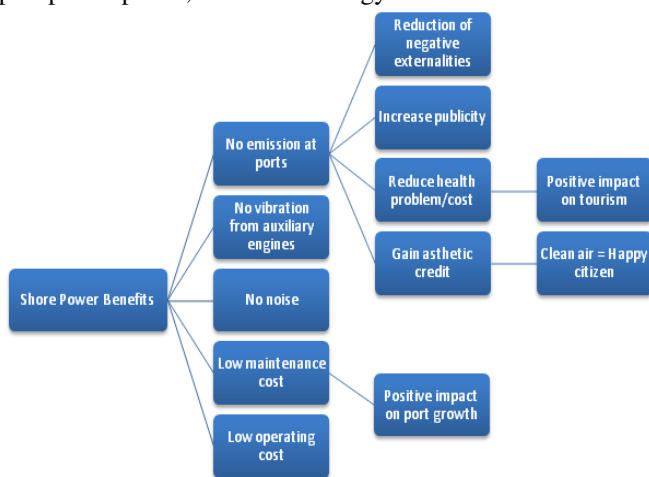 Reduction of
negative
externalities
Increase publicity
No emission at
ports
Reduce health
problem/cost
Positive impact
on tourism
No vibration
from auxiliary
engines
Gain asthetic
credit
Clean air = Happy
citizen
Shore Power Benefits
No noise
Low maintenance
cost
Positive impact
on port growth
Low operating
cost